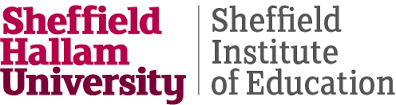 Sheffield
Hallam
University
Sheffield
Institute
of Education